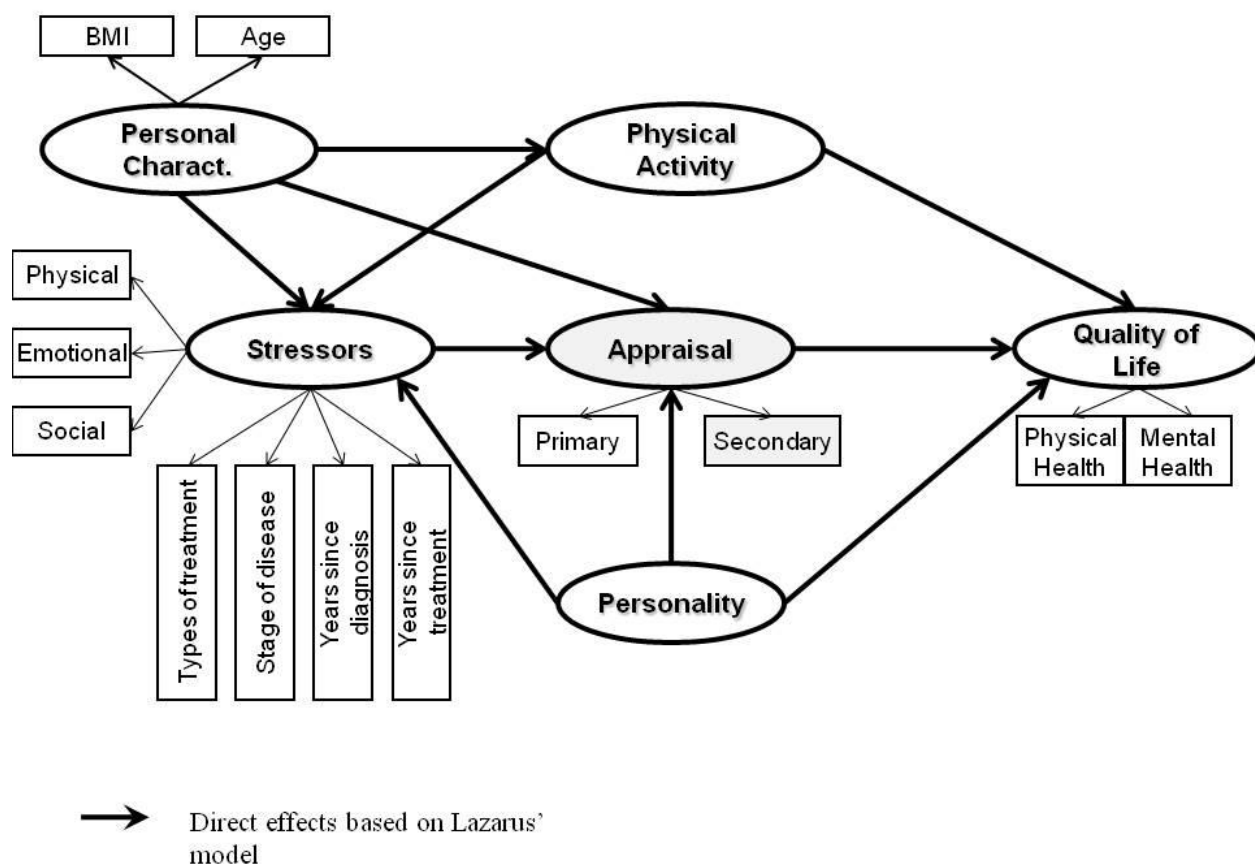 BMI
Age
Personal
Charact.
Physical
Activity
Physical
Emotional
Social
Stressors
Appraisal
Quality of
Life
Primary
Secondary
Physical
Health
Mental
Health
Types of treatment
Stage of disease
Years since
diagnosis
Years since
treatment
Personality
Direct effects based on Lazarus’
model